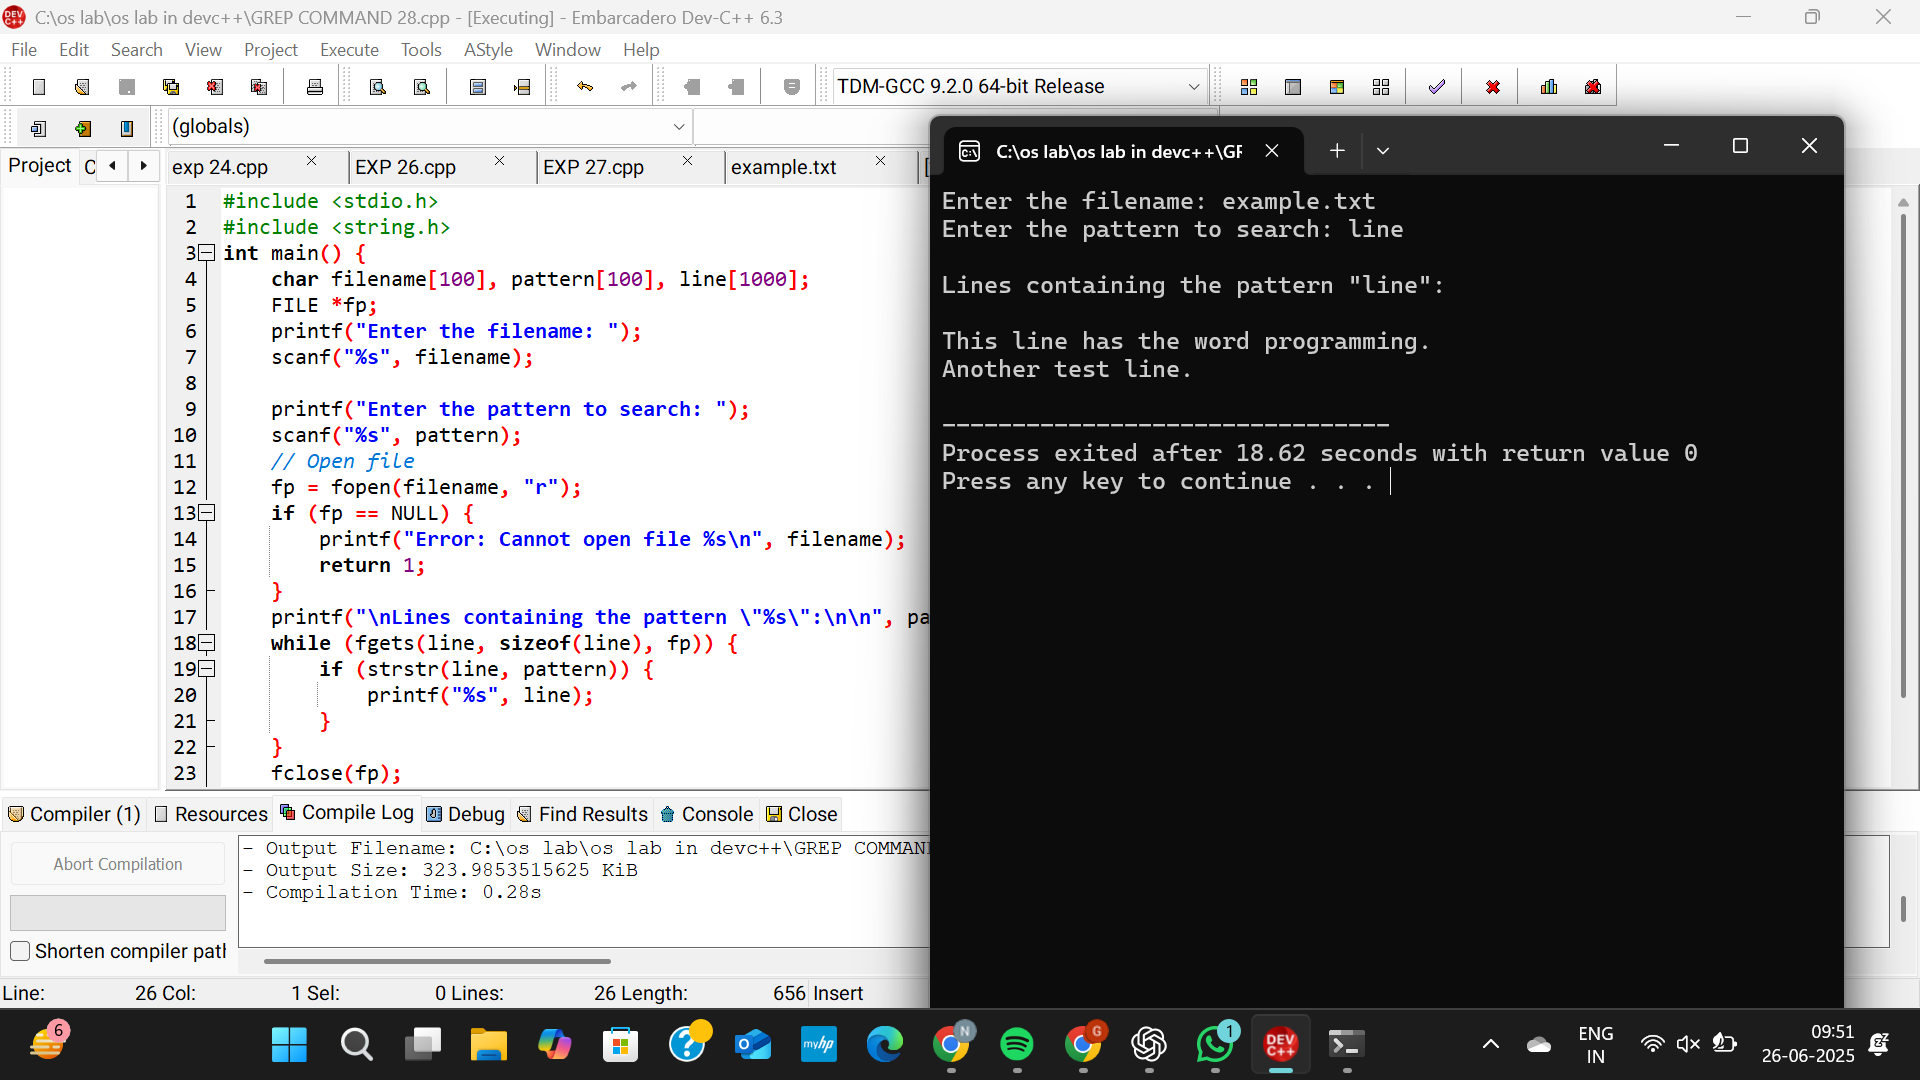 C:\os lab\os lab in devc++\GREP COMMAND 28.cpp - [Executing] - Embarcadero Dev-C++ 6.3
File Edit Search View Project Execute Tools AStyle Window Help
TDM-GCC 9.2.0 64-bit Release
(globals)
Project C
exp 24.cpp EXP 26.cpp EXP 27.cpp example.txt
1 #include <stdio.h>
2 #include <string.h>
3 int main() {
4 char filename[100], pattern[100], line[1000];
5 FILE *fp;
6 printf("Enter the filename: ");
7 scanf("%s", filename);
8
9 printf("Enter the pattern to search: ");
10 scanf("%s", pattern);
11 // Open file
12 fp = fopen(filename, "r");
13 if (fp == NULL) {
14 printf("Error: Cannot open file %s\n", filename);
15 return 1;
16 }
17 printf("\nLines containing the pattern \"%s\":\n\n", pa
18 while (fgets(line, sizeof(line), fp)) {
19 if (strstr(line, pattern)) {
20 printf("%s", line);
21 }
22 }
23 fclose(fp);
C:\os lab\os lab in devc++\GF
Enter the filename: example.txt
Enter the pattern to search: line
Lines containing the pattern "line":
This line has the word programming.
Another test line.
--------------------------------
Process exited after 18.62 seconds with return value 0
Press any key to continue . . .
Compiler (1) Resources Compile Log Debug Find Results Console Close
Abort Compilation
Shorten compiler path
- Output Filename: C:\os lab\os lab in devc++\GREP COMMAN
- Output Size: 323.9853515625 KiB
- Compilation Time: 0.28s
Line: 26 Col: 1 Sel: 0 Lines: 26 Length: 656 Insert
6
myhp
N
G
1
DEV C++
ENG
IN
09:51
26-06-2025